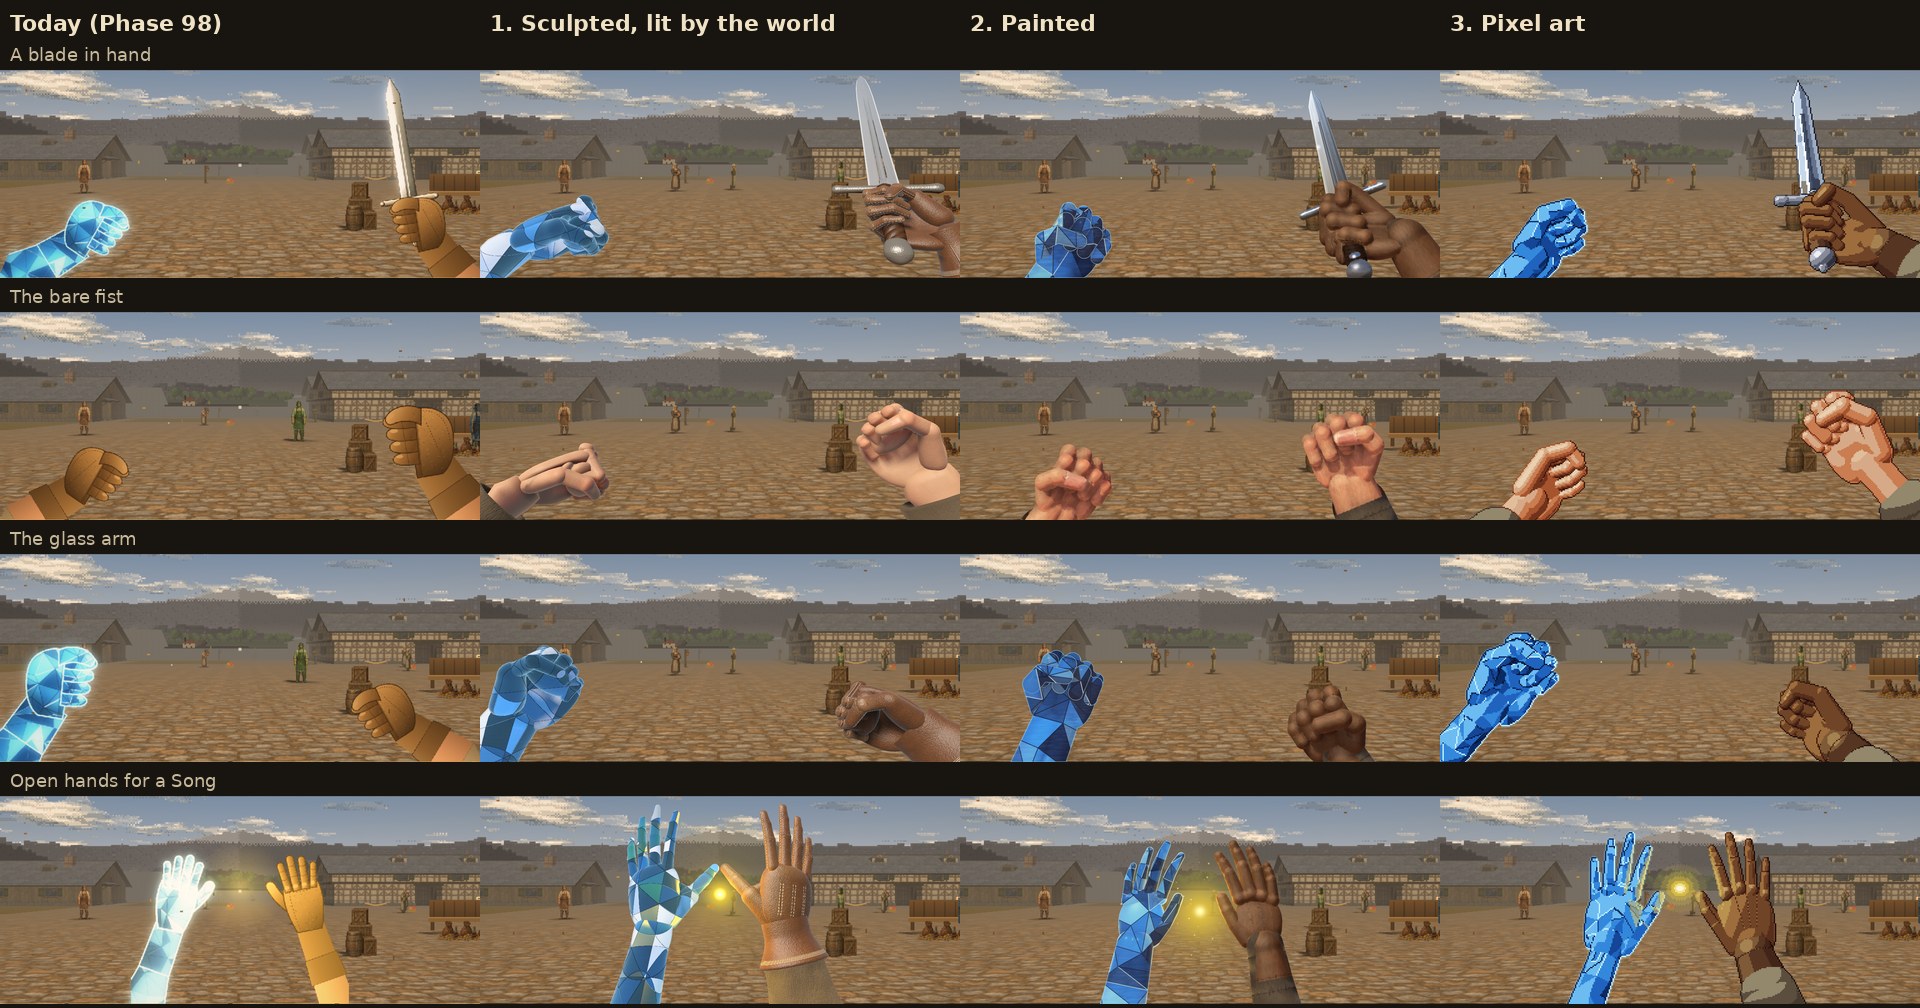 Today (Phase 98)
1. Sculpted, lit by the world
2. Painted
3. Pixel art
A blade in hand
The bare fist
The glass arm
Open hands for a Song